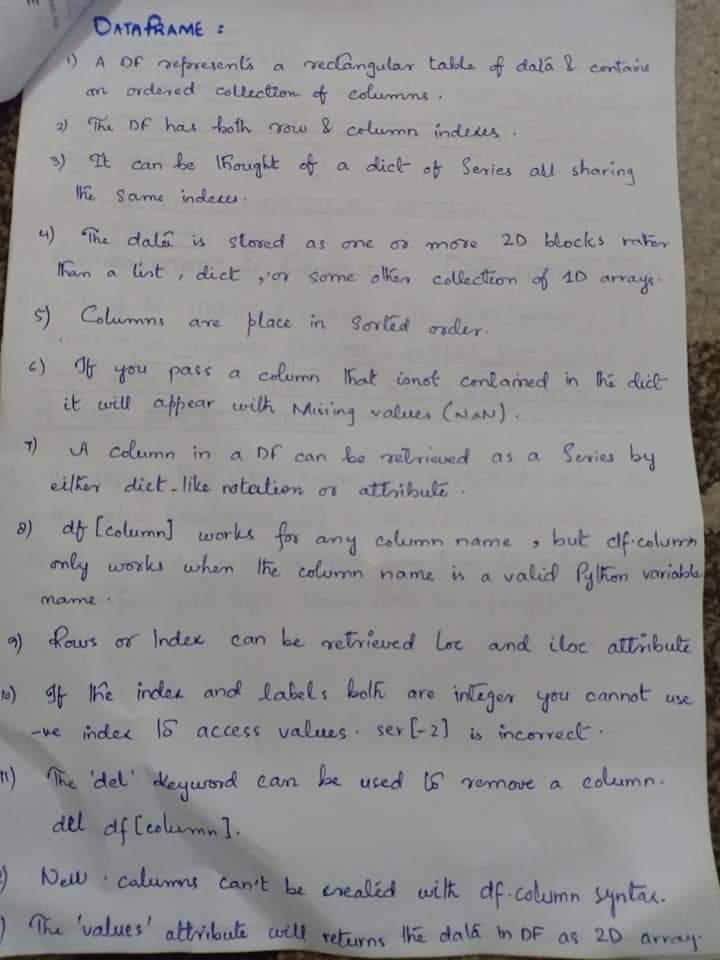 DATAFRAME :
1) A DF represents a rectangular table of data & contains
an ordered collection of columns.
2) The DF has both row & column indexes.
3) It can be thought of a dict of Series all sharing
the same indexes.
4) The data is stored as one or more 2D blocks rater
than a list, dict, or some other collection of 1D arrays.
5) Columns are place in sorted order.
6) If you pass a column that isnot contained in the dict
it will appear with Missing values (NaN).
7) A column in a DF can be retrieved as a Series by
either dict-like notation or attribute.
8) df[column] works for any column name, but df.column
only works when the column name is a valid Python variable
name.
9) Rows or Index can be retrieved Loc and iloc attribute
10) If the index and labels both are integer you cannot use
-ve index to access values. ser[-2] is incorrect.
11) The 'del' keyword can be used to remove a column.
del df[column].
) New columns can't be created with df.column syntax.
) The 'values' attribute will returns the data in DF as 2D array.